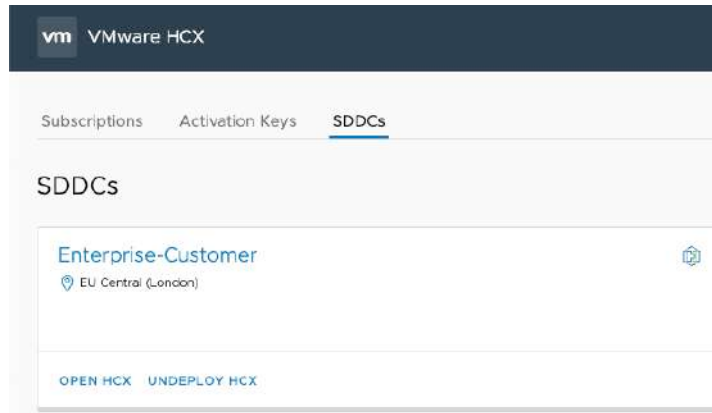 vm VMware HCX
Subscriptions Activation Keys SDDCs
SDDCs
Enterprise-Customer
EU Central (London)
OPEN HCX UNDEPLOY HCX